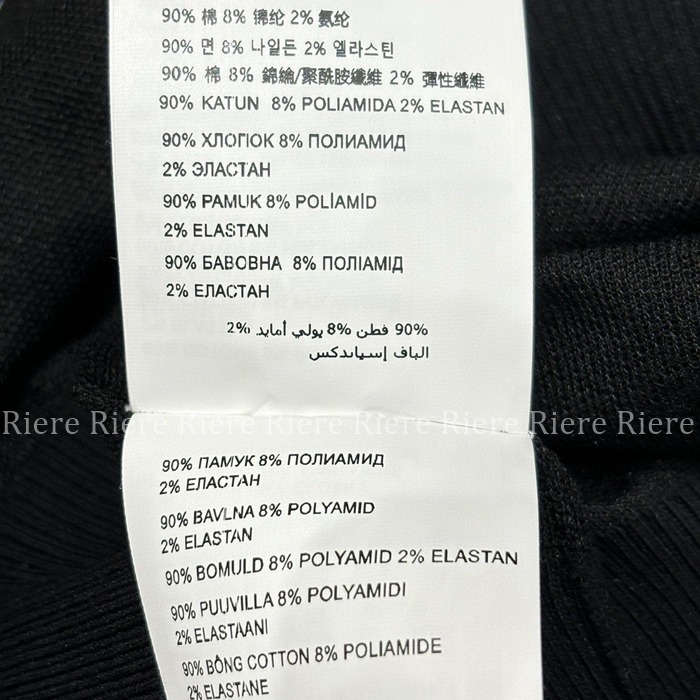 90% 棉 8% 锦纶 2% 氨纶
90% 면 8% 나일론 2% 엘라스틴
90% 棉 8% 錦綸/聚酰胺纖維 2% 彈性纖維
90% KATUN 8% POLIAMIDA 2% ELASTAN
90% ХЛОПОК 8% ПОЛИАМИД
2% ЭЛАСТАН
90% PAMUK 8% POLİAMİD
2% ELASTAN
90% БАВОВНА 8% ПОЛІАМІД
2% ЕЛАСТАН
90% قطن 8% يولي أمايد 2%
الباف إسباندكس
Riere Riere Riere Riere Riere Riere Riere Riere
90% ПАМУК 8% ПОЛИАМИД
2% ЕЛАСТАН
90% BAVLNA 8% POLYAMID
2% ELASTAN
90% BOMULD 8% POLYAMID 2% ELASTAN
90% PUUVILLA 8% POLYAMIDI
2% ELASTAANI
90% BÔNG COTTON 8% POLIAMIDE
2% ELASTANE